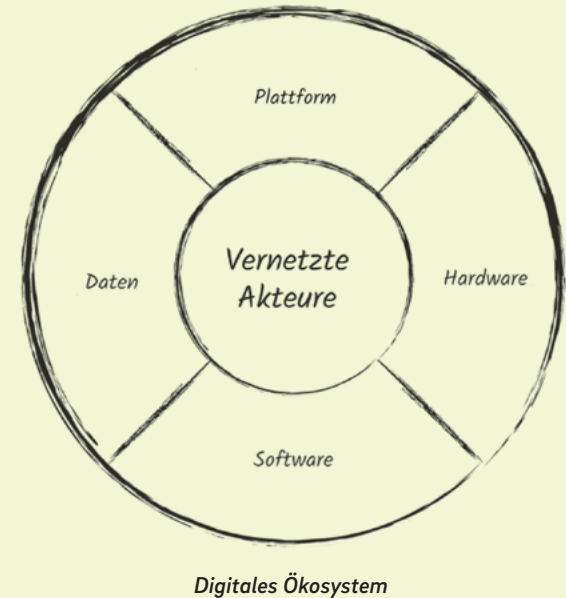 Plattform
Daten
Vernetzte
Akteure
Hardware
Software
Digitales Ökosystem